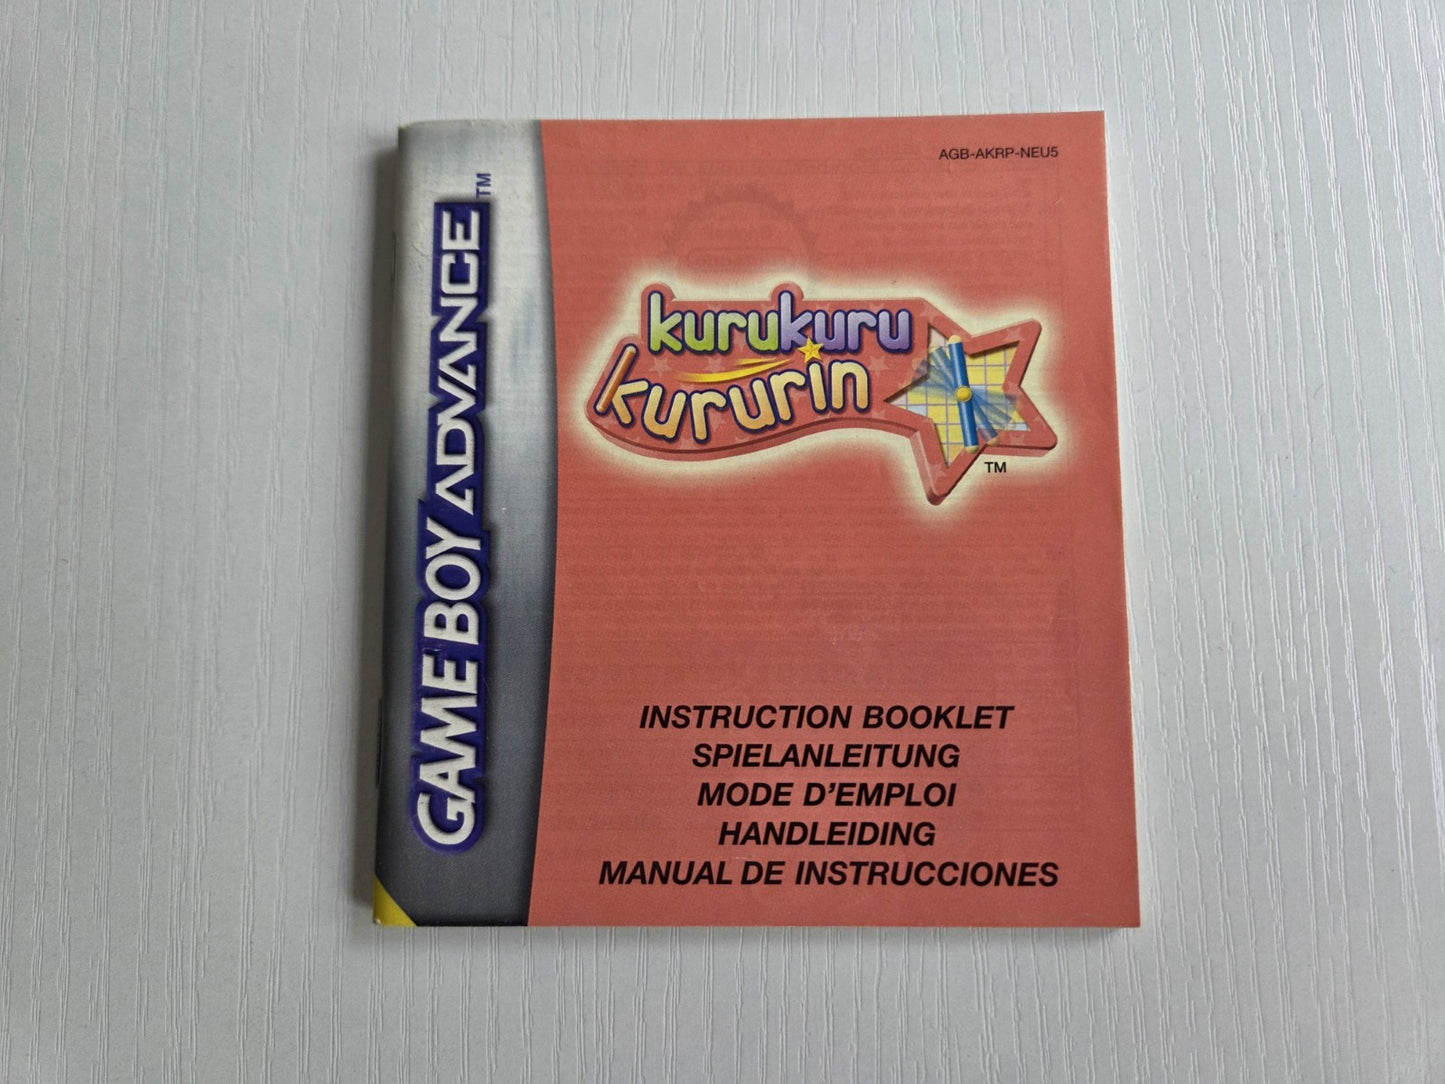 GAME BOY ADVANCE™
AGB-AKRP-NEU5
kurukuru
kururin
TM
INSTRUCTION BOOKLET
SPIELANLEITUNG
MODE D'EMPLOI
HANDLEIDING
MANUAL DE INSTRUCCIONES